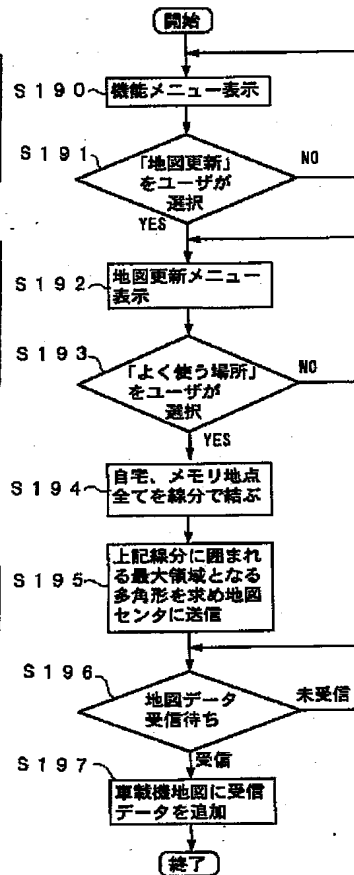 開始
S190
機能メニュー表示
S191
「地図更新」
をユーザが
選択
NO
YES
S192
地図更新メニュー
表示
S193
「よく使う場所」
をユーザが
選択
NO
YES
S194
自宅、メモリ地点
全てを線分で結ぶ
S195
上記線分に囲まれ
る最大領域となる
多角形を求め地図
センタに送信
S196
地図データ
受信待ち
未受信
受信
S197
車載機地図に受信
データを追加
終了